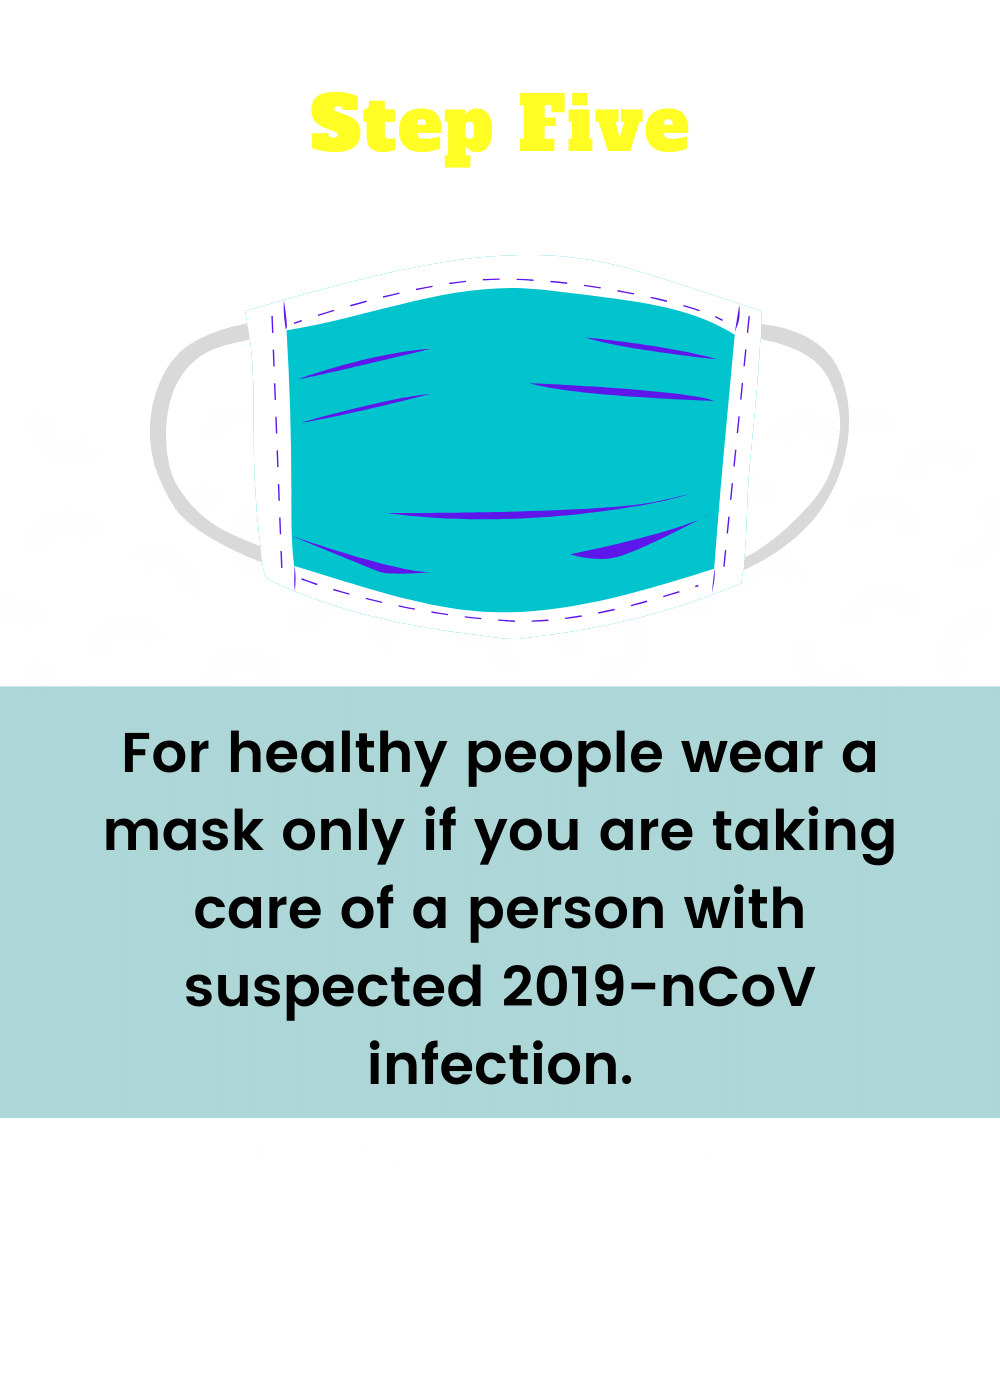 Step Five
For healthy people wear a
mask only if you are taking
care of a person with
suspected 2019-nCoV
infection.